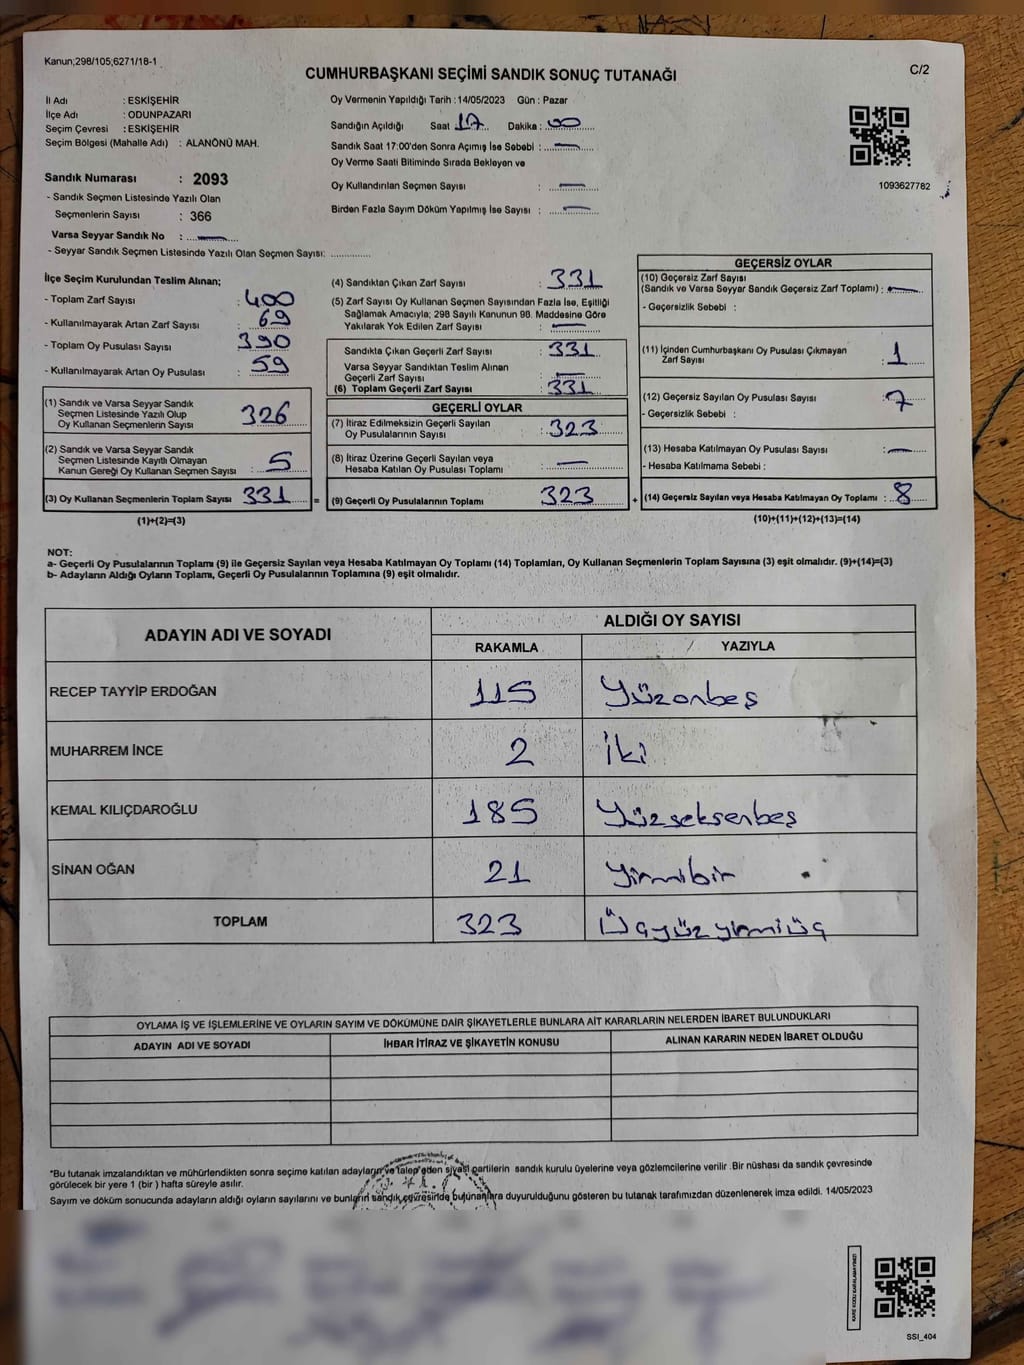 Kanun;298/105;6271/18-1
CUMHURBAŞKANI SEÇİMİ SANDIK SONUÇ TUTANAĞI
C/2
İl Adı : ESKİŞEHİR
İlçe Adı : ODUNPAZARI
Seçim Çevresi : ESKİŞEHİR
Seçim Bölgesi (Mahalle Adı) : ALANÖNÜ MAH.
Sandık Numarası : 2093
- Sandık Seçmen Listesinde Yazılı Olan
Seçmenlerin Sayısı : 366
Varsa Seyyar Sandık No : —
- Seyyar Sandık Seçmen Listesinde Yazılı Olan Seçmen Sayısı: ..............
Oy Vermenin Yapıldığı Tarih : 14/05/2023 Gün : Pazar
Sandığın Açıldığı Saat 17 Dakika : 00
Sandık Saat 17:00'den Sonra Açımış İse Sebebi : —
Oy Verme Saati Bitiminde Sırada Bekleyen ve
Oy Kullandırılan Seçmen Sayısı : —
Birden Fazla Sayım Döküm Yapılmış İse Sayısı : —
1093627782
İlçe Seçim Kurulundan Teslim Alınan;
- Toplam Zarf Sayısı : 400
- Kullanılmayarak Artan Zarf Sayısı : 69
- Toplam Oy Pusulası Sayısı : 390
- Kullanılmayarak Artan Oy Pusulası : 59
(1) Sandık ve Varsa Seyyar Sandık
Seçmen Listesinde Yazılı Olup
Oy Kullanan Seçmenlerin Sayısı 326
(2) Sandık ve Varsa Seyyar Sandık
Seçmen Listesinde Kayıtlı Olmayan
Kanun Gereği Oy Kullanan Seçmen Sayısı : 5
(3) Oy Kullanan Seçmenlerin Toplam Sayısı 331 =
(1)+(2)=(3)
(4) Sandıktan Çıkan Zarf Sayısı : 331
(5) Zarf Sayısı Oy Kullanan Seçmen Sayısından Fazla İse, Eşitliği
Sağlamak Amacıyla; 298 Sayılı Kanunun 98. Maddesine Göre
Yakılarak Yok Edilen Zarf Sayısı : —
Sandıkta Çıkan Geçerli Zarf Sayısı : 331
Varsa Seyyar Sandıktan Teslim Alınan
Geçerli Zarf Sayısı : —
(6) Toplam Geçerli Zarf Sayısı : 331
GEÇERLİ OYLAR
(7) İtiraz Edilmeksizin Geçerli Sayılan
Oy Pusulalarının Sayısı : 323
(8) İtiraz Üzerine Geçerli Sayılan veya
Hesaba Katılan Oy Pusulası Toplamı : —
(9) Geçerli Oy Pusulalarının Toplamı 323 +
GEÇERSİZ OYLAR
(10) Geçersiz Zarf Sayısı
(Sandık ve Varsa Seyyar Sandık Geçersiz Zarf Toplamı) : —
- Geçersizlik Sebebi :
(11) İçinden Cumhurbaşkanı Oy Pusulası Çıkmayan
Zarf Sayısı : 1
(12) Geçersiz Sayılan Oy Pusulası Sayısı : 7
- Geçersizlik Sebebi :
(13) Hesaba Katılmayan Oy Pusulası Sayısı : —
- Hesaba Katılmama Sebebi :
(14) Geçersiz Sayılan veya Hesaba Katılmayan Oy Toplamı : 8
(10)+(11)+(12)+(13)=(14)
NOT:
a- Geçerli Oy Pusulalarının Toplamı (9) ile Geçersiz Sayılan veya Hesaba Katılmayan Oy Toplamı (14) Toplamları, Oy Kullanan Seçmenlerin Toplam Sayısına (3) eşit olmalıdır. (9)+(14)=(3)
b- Adayların Aldığı Oyların Toplamı, Geçerli Oy Pusulalarının Toplamına (9) eşit olmalıdır.
ADAYIN ADI VE SOYADI
ALDIĞI OY SAYISI
RAKAMLA YAZIYLA
RECEP TAYYİP ERDOĞAN 115 Yüzonbeş
MUHARREM İNCE 2 İki
KEMAL KILIÇDAROĞLU 185 Yüzseksenbeş
SİNAN OĞAN 21 Yirmibir
TOPLAM 323 Üçyüzyirmiüç
OYLAMA İŞ VE İŞLEMLERİNE VE OYLARIN SAYIM VE DÖKÜMÜNE DAİR ŞİKAYETLERLE BUNLARA AİT KARARLARIN NELERDEN İBARET BULUNDUKLARI
ADAYIN ADI VE SOYADI İHBAR İTİRAZ VE ŞİKAYETİN KONUSU ALINAN KARARIN NEDEN İBARET OLDUĞU
*Bu tutanak imzalandıktan ve mühürlendikten sonra seçime katılan adayların ve talep eden siyasi partilerin sandık kurulu üyelerine veya gözlemcilerine verilir .Bir nüshası da sandık çevresinde
görülecek bir yere 1 (bir ) hafta süreyle asılır.
Sayım ve döküm sonucunda adayların aldığı oyların sayılarını ve bunların sandık çevresinde bulunanlara duyurulduğunu gösteren bu tutanak tarafımızdan düzenlenerek imza edildi. 14/05/2023
KARE KODU KARALAMAYINIZ!
SSI_404